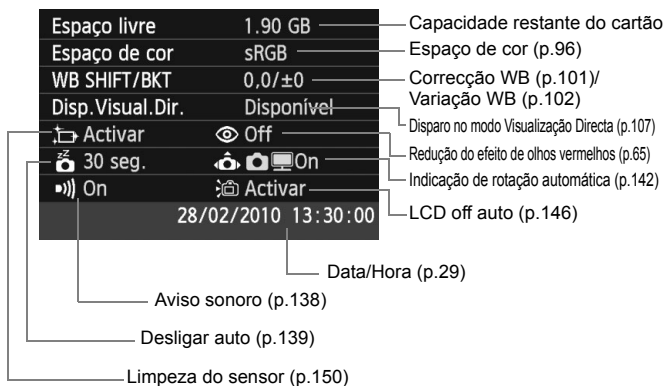 Espaço livre 1.90 GB Capacidade restante do cartão
Espaço de cor sRGB Espaço de cor (p.96)
WB SHIFT/BKT 0,0/±0 Correcção WB (p.101)/
Variação WB (p.102)
Disp.Visual.Dir. Disponível Disparo no modo Visualização Directa (p.107)
Activar Off Redução do efeito de olhos vermelhos (p.65)
30 seg. On Indicação de rotação automática (p.142)
On Activar LCD off auto (p.146)
28/02/2010 13:30:00
Data/Hora (p.29)
Aviso sonoro (p.138)
Desligar auto (p.139)
Limpeza do sensor (p.150)